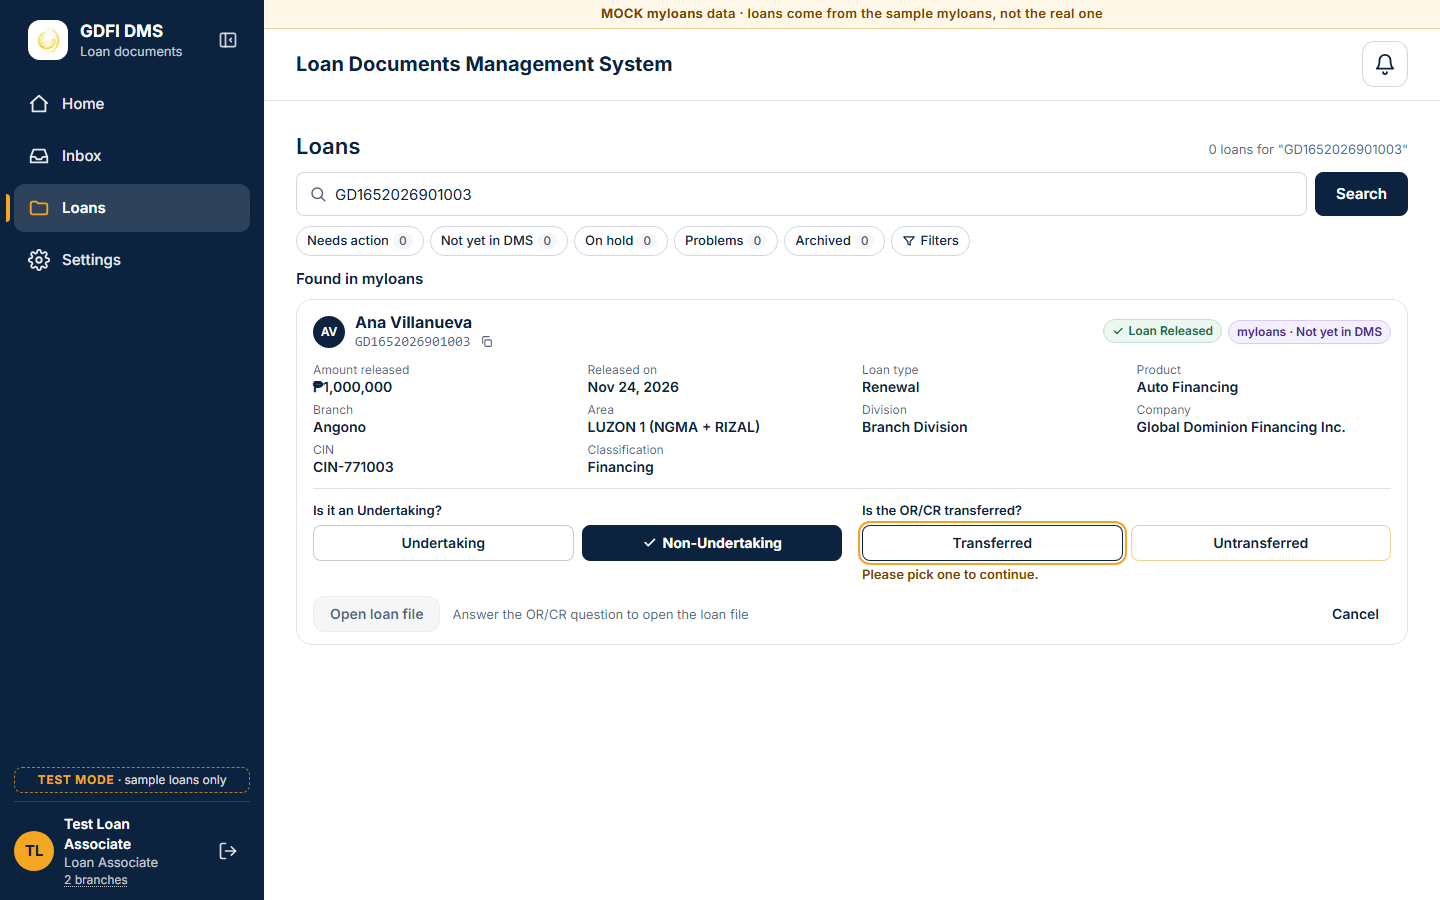 GDFI DMS
Loan documents
Home
Inbox
Loans
Settings
TEST MODE · sample loans only
TL
Test Loan
Associate
Loan Associate
2 branches
MOCK myloans data · loans come from the sample myloans, not the real one
Loan Documents Management System
Loans
0 loans for "GD1652026901003"
GD1652026901003
Search
Needs action 0
Not yet in DMS 0
On hold 0
Problems 0
Archived 0
Filters
Found in myloans
AV
Ana Villanueva
GD1652026901003
Loan Released
myloans · Not yet in DMS
Amount released
₱1,000,000
Released on
Nov 24, 2026
Loan type
Renewal
Product
Auto Financing
Branch
Angono
Area
LUZON 1 (NGMA + RIZAL)
Division
Branch Division
Company
Global Dominion Financing Inc.
CIN
CIN-771003
Classification
Financing
Is it an Undertaking?
Undertaking
Non-Undertaking
Is the OR/CR transferred?
Transferred
Untransferred
Please pick one to continue.
Open loan file
Answer the OR/CR question to open the loan file
Cancel